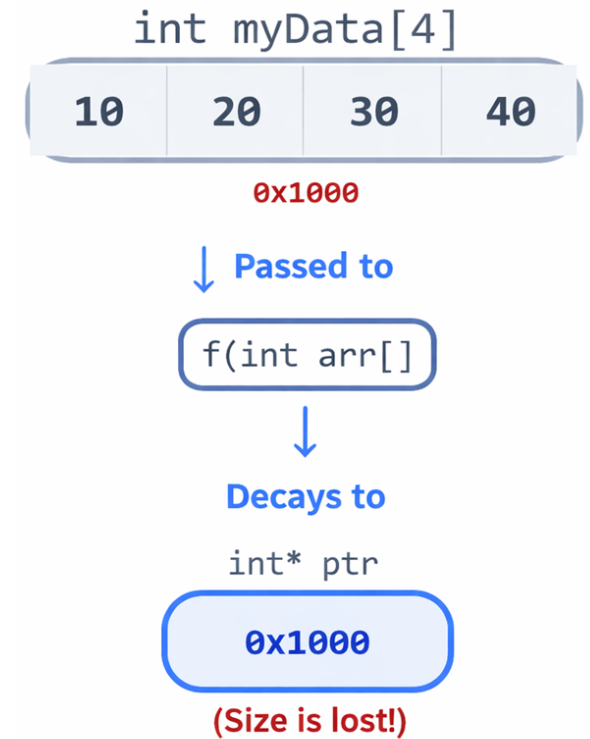 int myData[4]
10 20 30 40
0x1000
Passed to
f(int arr[]
Decays to
int* ptr
0x1000
(Size is lost!)